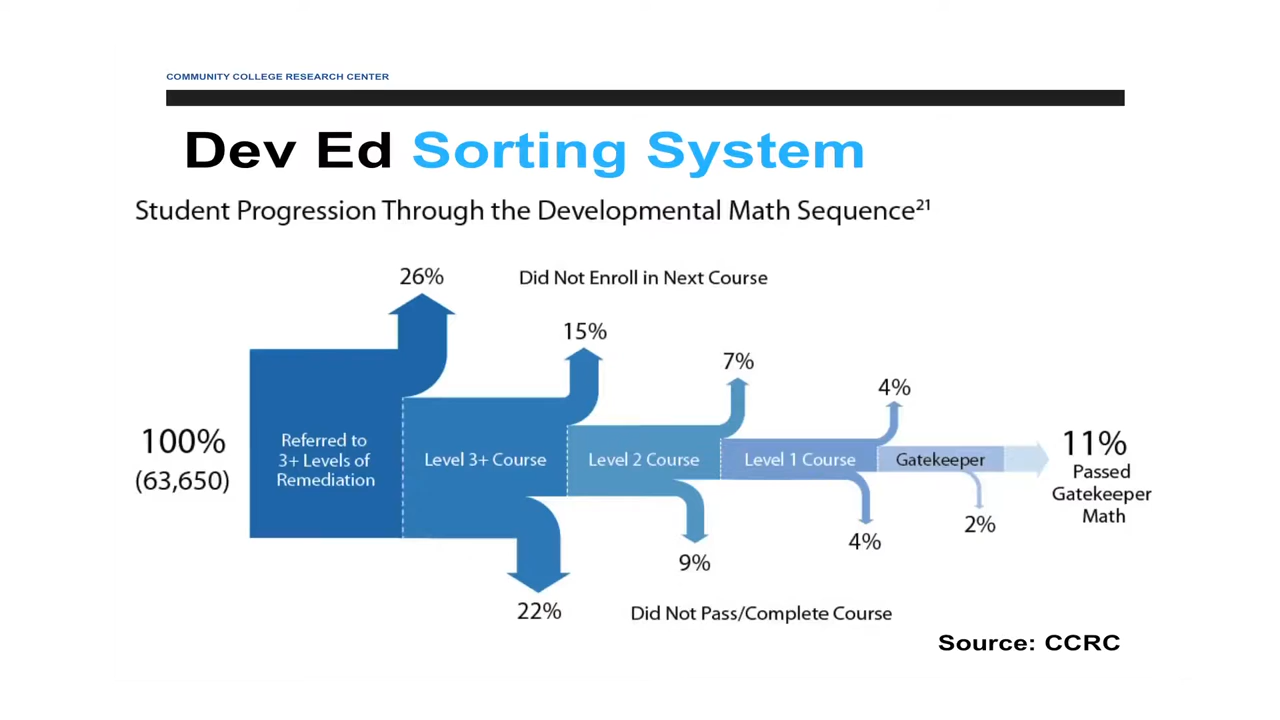 COMMUNITY COLLEGE RESEARCH CENTER
Dev Ed Sorting System
Student Progression Through the Developmental Math Sequence²¹
26%
Did Not Enroll in Next Course
15%
7%
4%
100%
(63,650)
Referred to
3+ Levels of
Remediation
Level 3+ Course
Level 2 Course
Level 1 Course
Gatekeeper
11%
Passed
Gatekeeper
Math
22%
9%
4%
2%
Did Not Pass/Complete Course
Source: CCRC